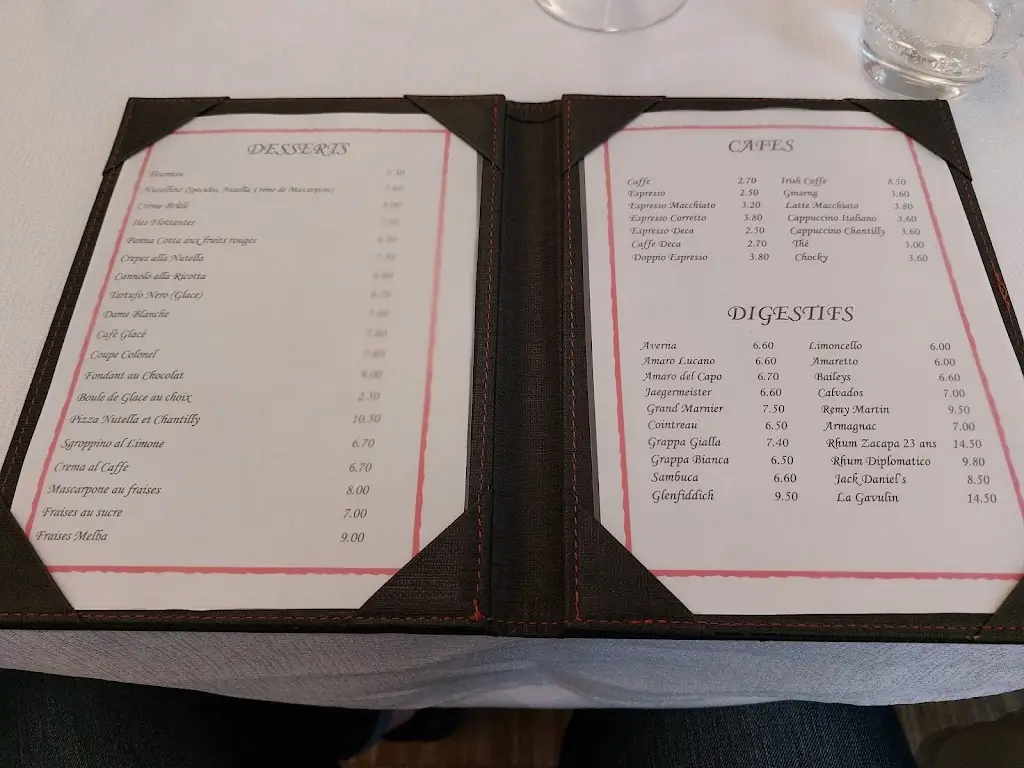 DESSERTS
Tiramisu
Nutellino (Speculos, Nutella, Crème de Mascarpone)
Crème Brûlé
Iles Flottantes
Panna Cotta aux fruits rouges
Crepes alla Nutella
Cannolo alla Ricotta
Tartufo Nero (Glace) 6.70
Dame Blanche
Café Glacé
Coupe Colonel
Fondant au Chocolat
Boule de Glace au choix 2.50
Pizza Nutella et Chantilly 10.50
Sgroppino al Limone 6.70
Crema al Caffè 6.70
Mascarpone au fraises 8.00
Fraises au sucre 7.00
Fraises Melba 9.00
CAFES
Caffe 2.70 Irish Coffe 8.50
Espresso 2.50 Ginseng 3.60
Espresso Macchiato 3.20 Latte Macchiato 3.80
Espresso Corretto 3.80 Cappuccino Italiano 3.60
Espresso Deca 2.50 Cappuccino Chantilly 3.60
Caffe Deca 2.70 Thé 3.00
Doppio Espresso 3.80 Chocky 3.60
DIGESTIFS
Averna 6.60 Limoncello 6.00
Amaro Lucano 6.60 Amaretto 6.00
Amaro del Capo 6.70 Baileys 6.60
Jaegermeister 6.60 Calvados 7.00
Grand Marnier 7.50 Remy Martin 9.50
Cointreau 6.50 Armagnac 7.00
Grappa Gialla 7.40 Rhum Zacapa 23 ans 14.50
Grappa Bianca 6.50 Rhum Diplomatico 9.80
Sambuca 6.60 Jack Daniel's 8.50
Glenfiddich 9.50 La Gavulin 14.50